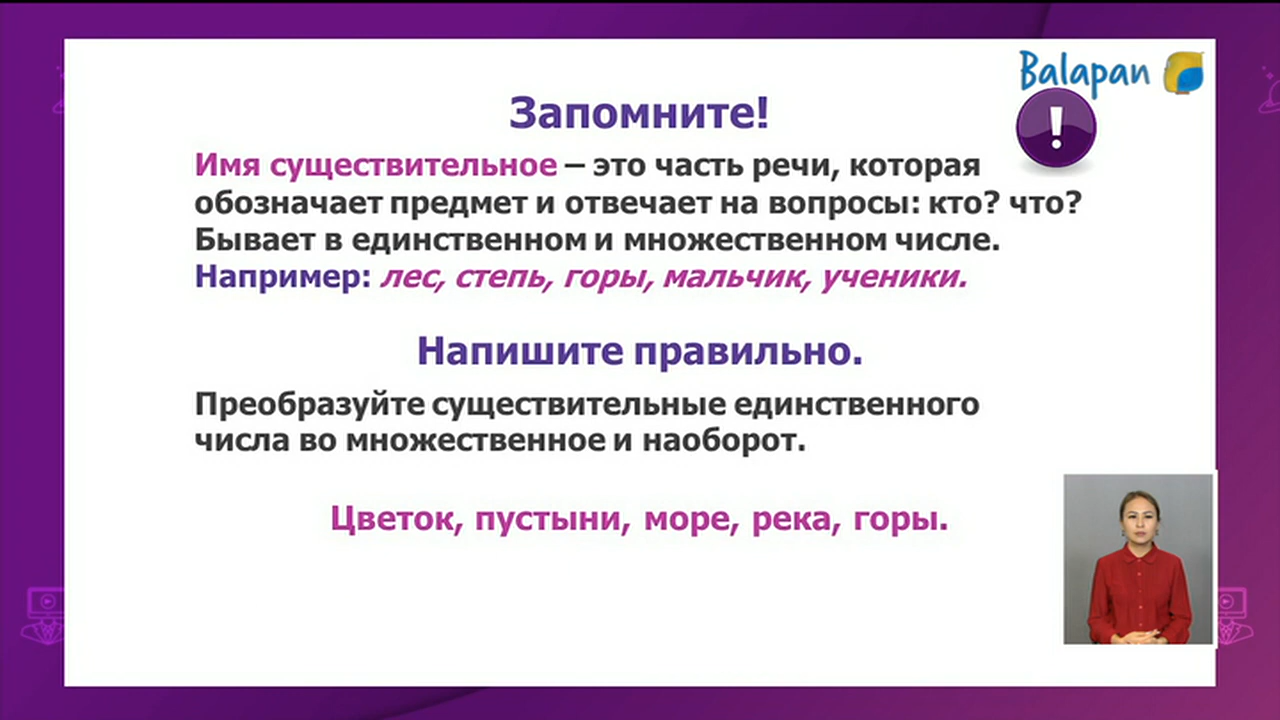 Balapan
Запомните!
Имя существительное – это часть речи, которая
обозначает предмет и отвечает на вопросы: кто? что?
Бывает в единственном и множественном числе.
Например: лес, степь, горы, мальчик, ученики.
Напишите правильно.
Преобразуйте существительные единственного
числа во множественное и наоборот.
Цветок, пустыни, море, река, горы.